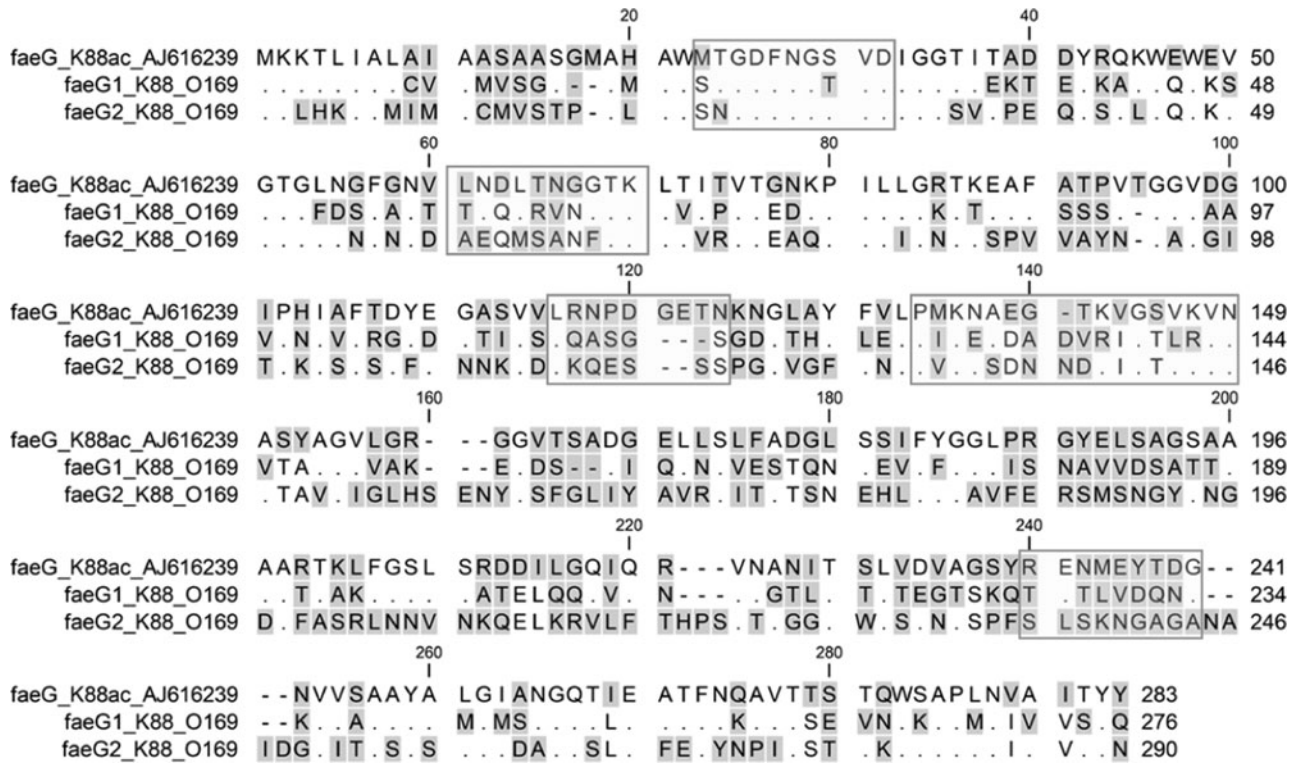 20 40
faeG_K88ac_AJ616239 MKKTLIALAI AASAASGMAH AWMTGDFNGS VDIGGTITAD DYRQKWEWEV 50
faeG1_K88_O169 ........CV .MVSG.--.M ..S.....T. ......EKT E.KA..Q.KS 48
faeG2_K88_O169 ..LHK..MIM CMVSTP-.L. ..SN...... ....SV.PE Q.S.L.Q.K. 49
60 80 100
faeG_K88ac_AJ616239 GTGLNGFGNV LNDLTNGGTK LTITVTGNKP ILLGRTKEAF ATPVTGGVDG 100
faeG1_K88_O169 ...FDS.A.T T.Q.RVN... .V.P..ED.. ....K.T... SSS..-..AA 97
faeG2_K88_O169 .....N.N.D AEQMSANF.. ..VR..EAQ. ..I.N..SPV VAYN-.A.GI 98
120 140
faeG_K88ac_AJ616239 IPHIAFTDYE GASVVLRNPD GETNKNGLAY FVLPMKNAEG -TKVGSVKVN 149
faeG1_K88_O169 V.N.V.RG.D .TI.S.QASG ---SGD.TH. LE..I.E.DA DVRI.TLR.. 144
faeG2_K88_O169 T.K.S.S.F. NNK.D.KQES --SSPG.VGF .N..V..SDN ND.I.T.... 146
160 180 200
faeG_K88ac_AJ616239 ASYAGVLGR- --GGVTSADG ELLSLFADGL SSIFYGGLPR GYELSAGSAA 196
faeG1_K88_O169 VTA...VAK- --.E.DS--.I Q.N.VESTQN .EV.F...IS NAVVDSATT. 189
faeG2_K88_O169 .TAV.IGLHS ENY.SFGLIY AVR.IT.TSN EHL...AVFE RSMSNGY.NG 196
220 240
faeG_K88ac_AJ616239 AARTKLFGSL SRDDILGQIQ R---VNANIT SLVDVAGSYR ENMEYTDG-- 241
faeG1_K88_O169 ..T.AK.... .ATELQQ.V. N---..GTL. T.TEGTSKQT .TLVDQN.-- 234
faeG2_K88_O169 D.FASRLNNV NKQELKRVLF THPS.T.GG. W.S.N.SPFS LSKNGAGANA 246
260 280
faeG_K88ac_AJ616239 --NVVSAAYA LGIANGQTIE ATFNQAVTTS TQWSAPLNVA ITYY 283
faeG1_K88_O169 --K..A.... M.MS....L. ....K...SE VN.K..M.IV VS.Q 276
faeG2_K88_O169 IDG.IT.S.S ...DA..SL. FE.YNPI.ST .K......I. .V..N 290